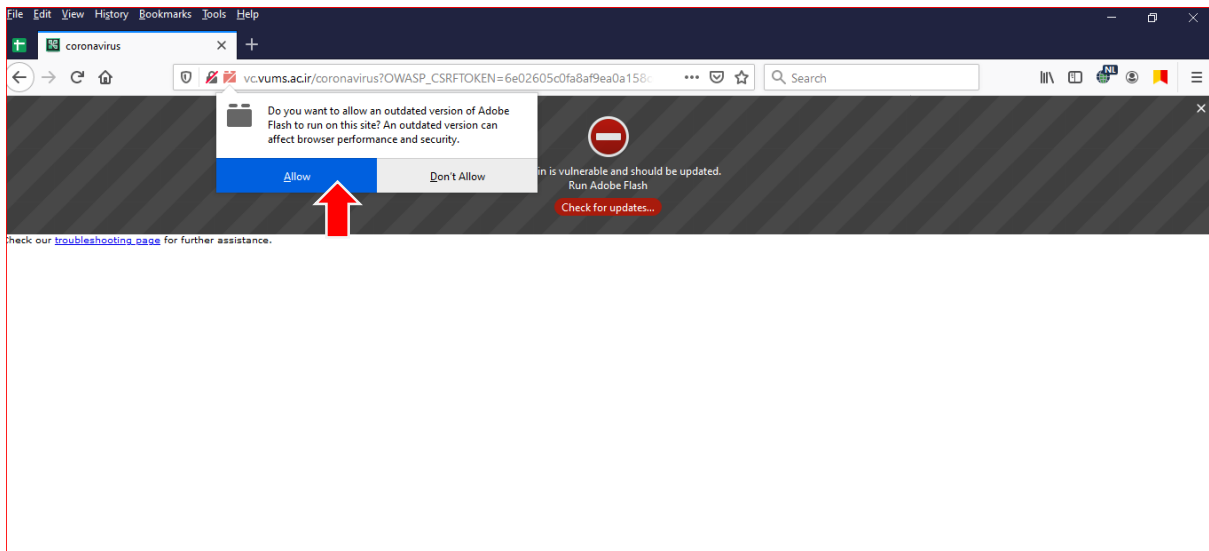 File Edit View History Bookmarks Tools Help
coronavirus
vc.vums.ac.ir/coronavirus?OWASP_CSRFTOKEN=6e02605c0fa8af9ea0a158c
Search
NL
Do you want to allow an outdated version of Adobe
Flash to run on this site? An outdated version can
affect browser performance and security.
Allow Don't Allow
in is vulnerable and should be updated.
Run Adobe Flash
Check for updates...
Check our troubleshooting page for further assistance.